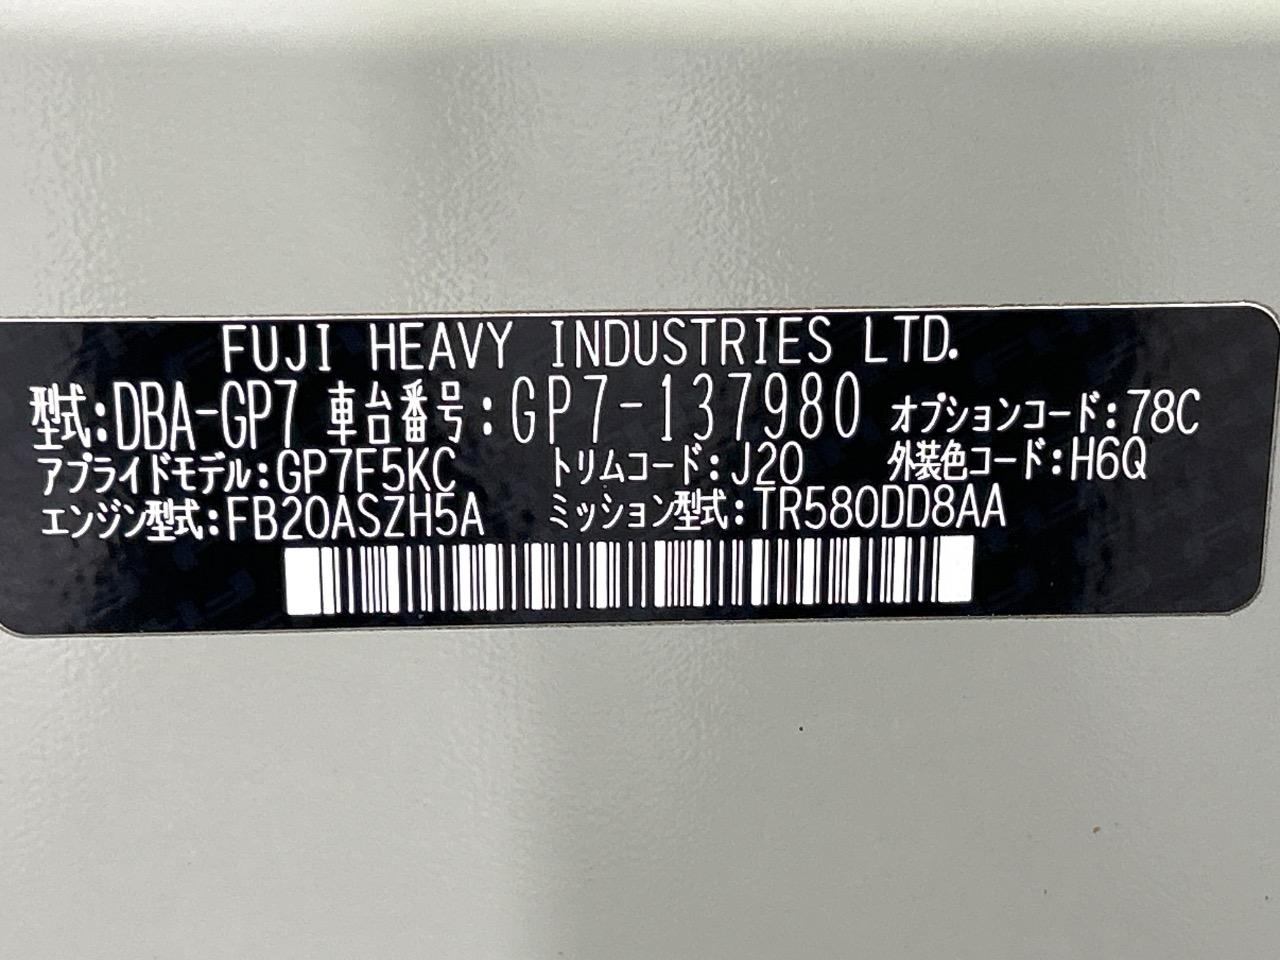 FUJI HEAVY INDUSTRIES LTD.
型式:DBA-GP7 車台番号:GP7-137980 オプションコード:78C
アプライドモデル:GP7F5KC トリムコード:J20 外装色コード:H6Q
エンジン型式:FB20ASZH5A ミッション型式:TR580DD8AA